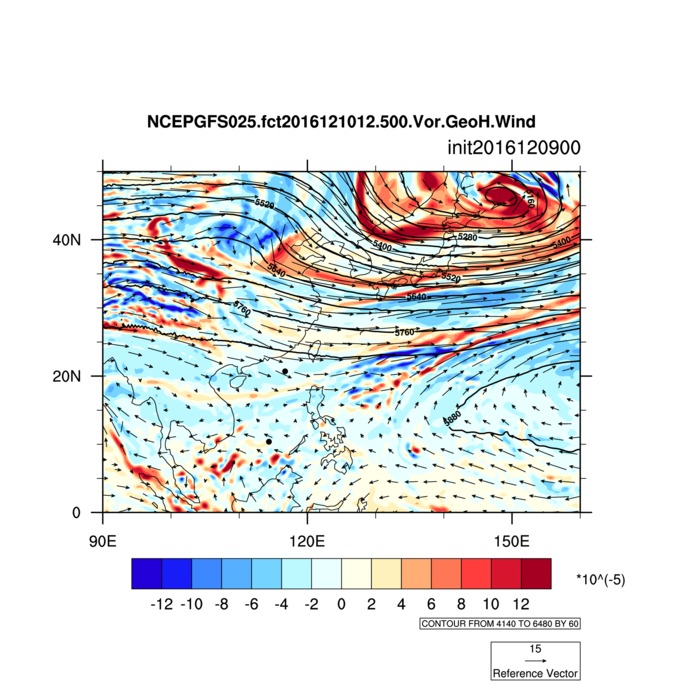 NCEPGFS025.fct2016121012.500.Vor.GeoH.Wind
init2016120900
5520
5160
5280
5400
5400
40N
5640
5520
5640
5760
5760
20N
5880
0
90E 120E 150E
-12 -10 -8 -6 -4 -2 0 2 4 6 8 10 12
*10^(-5)
CONTOUR FROM 4140 TO 6480 BY 60
15
Reference Vector